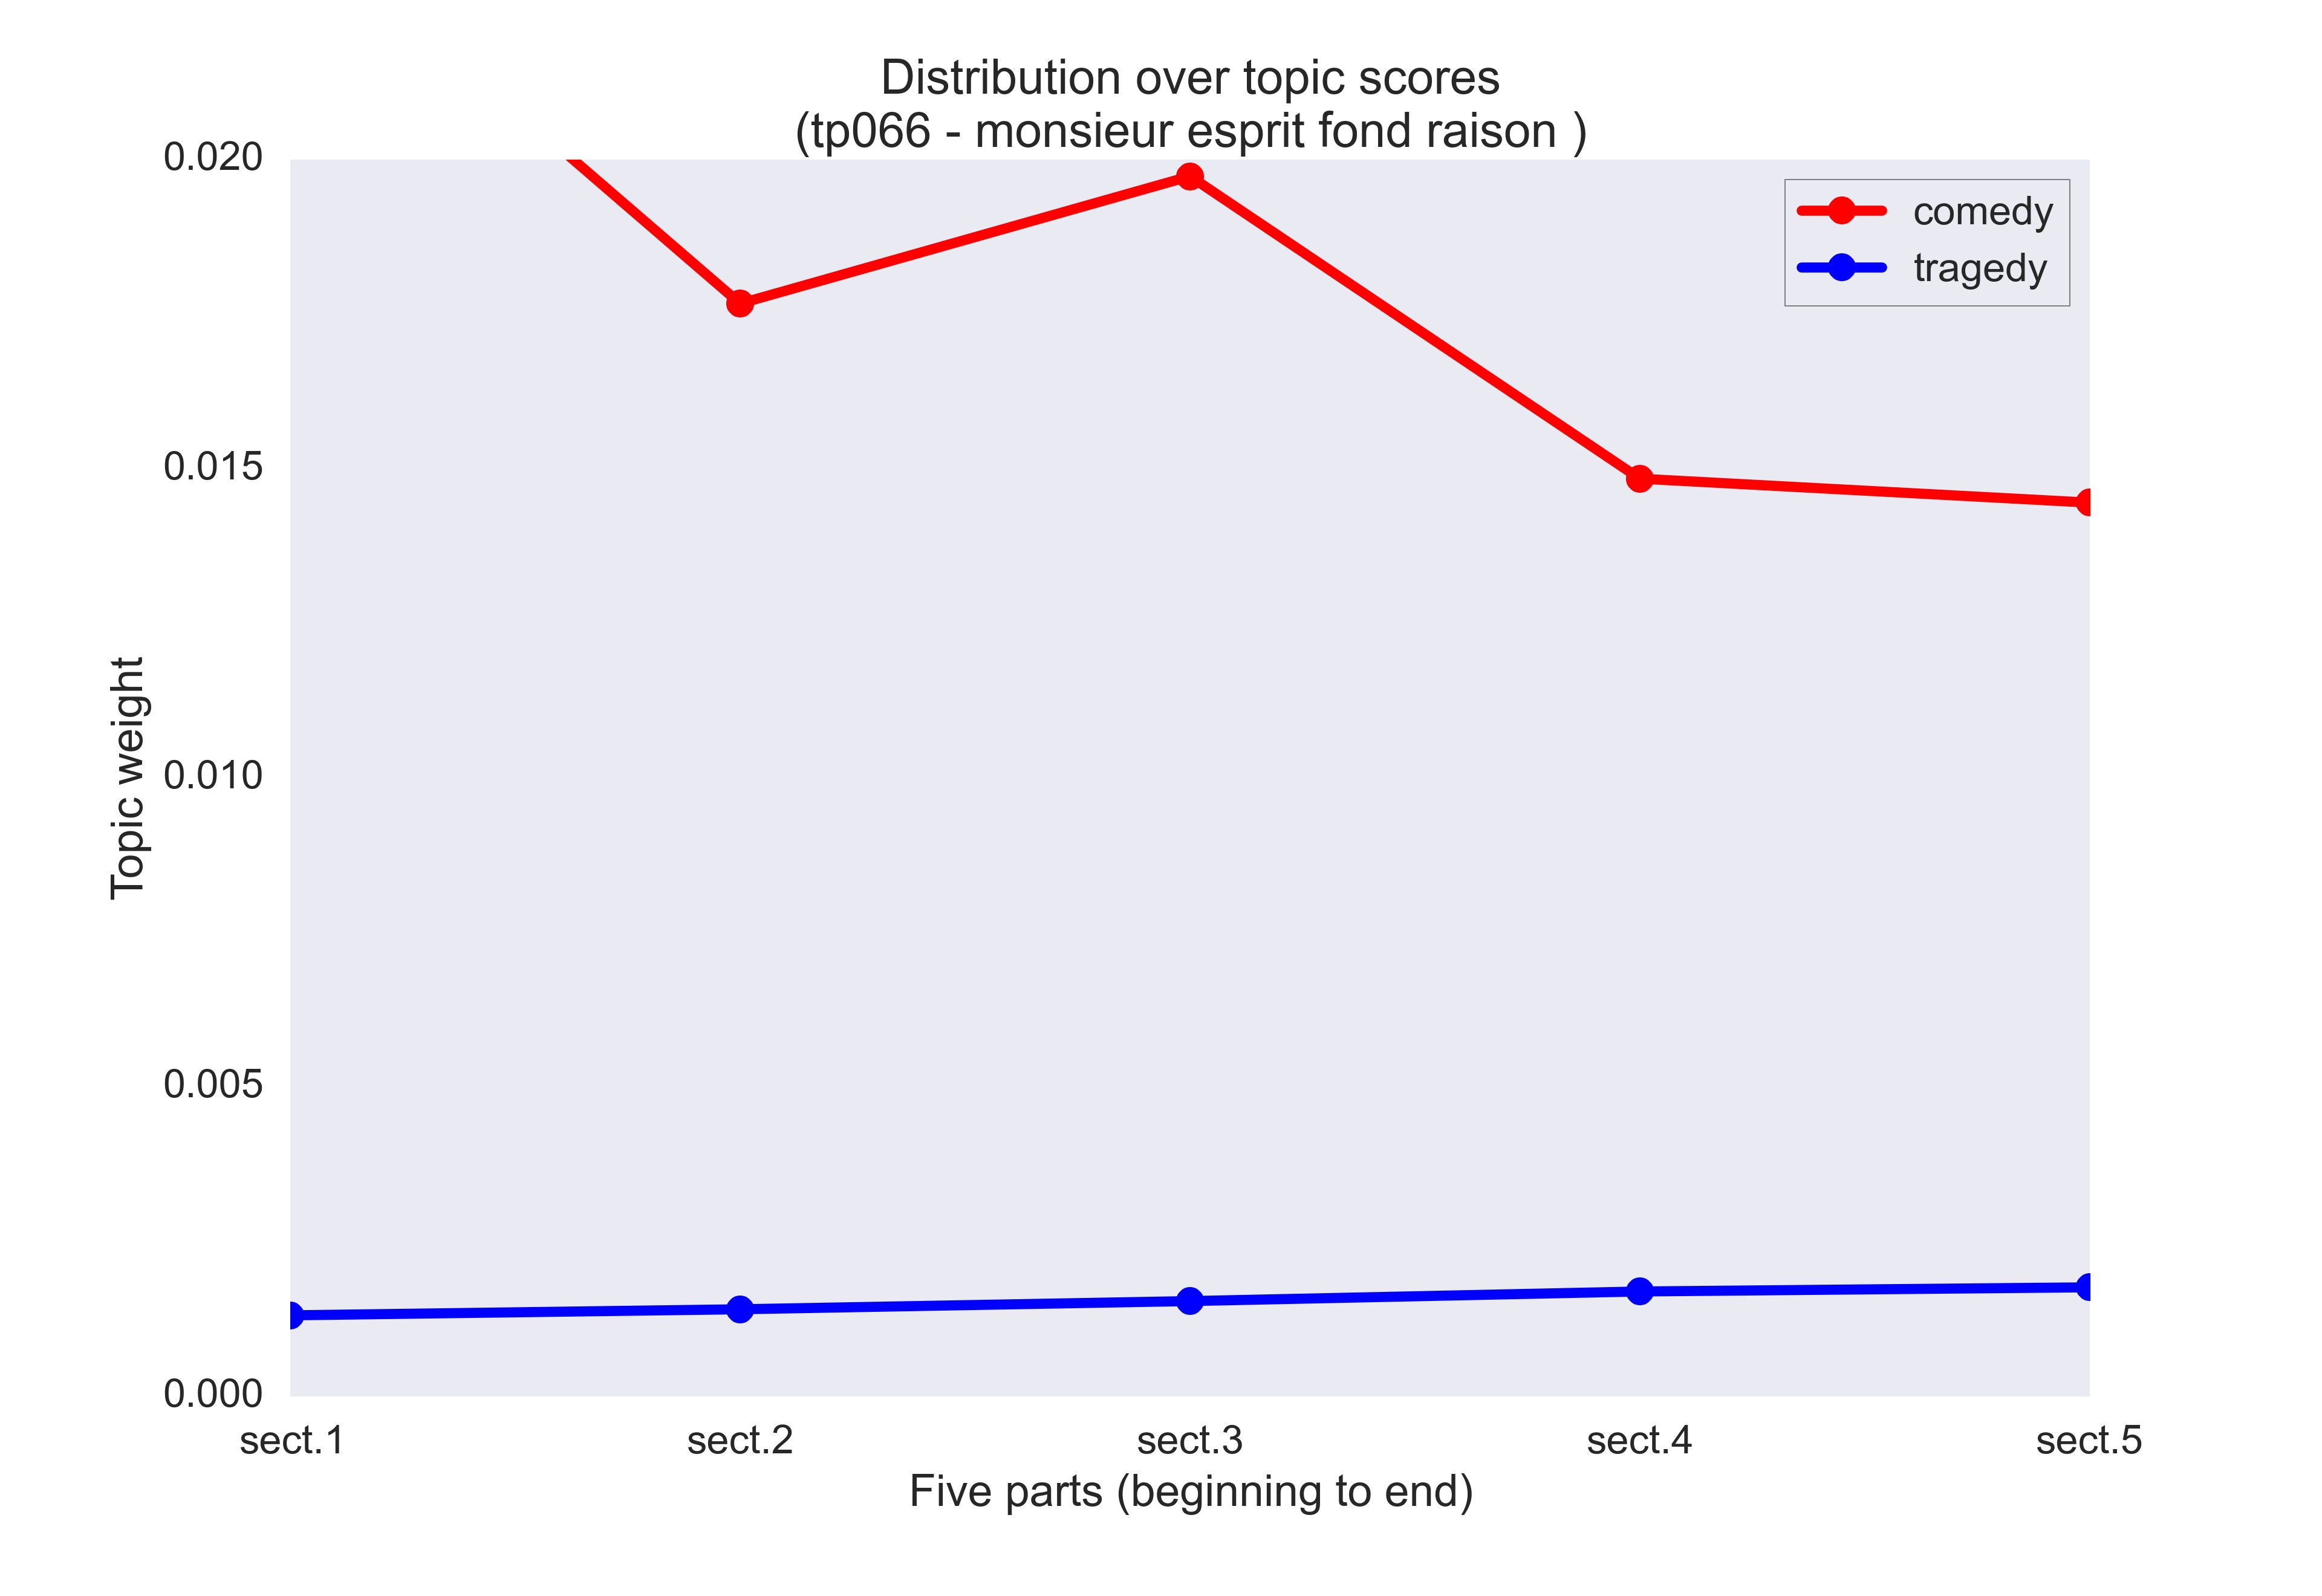 Distribution over topic scores
(tp066 - monsieur esprit fond raison )
0.020
0.015
0.010
0.005
0.000
Topic weight
comedy
tragedy
sect.1
sect.2
sect.3
sect.4
sect.5
Five parts (beginning to end)